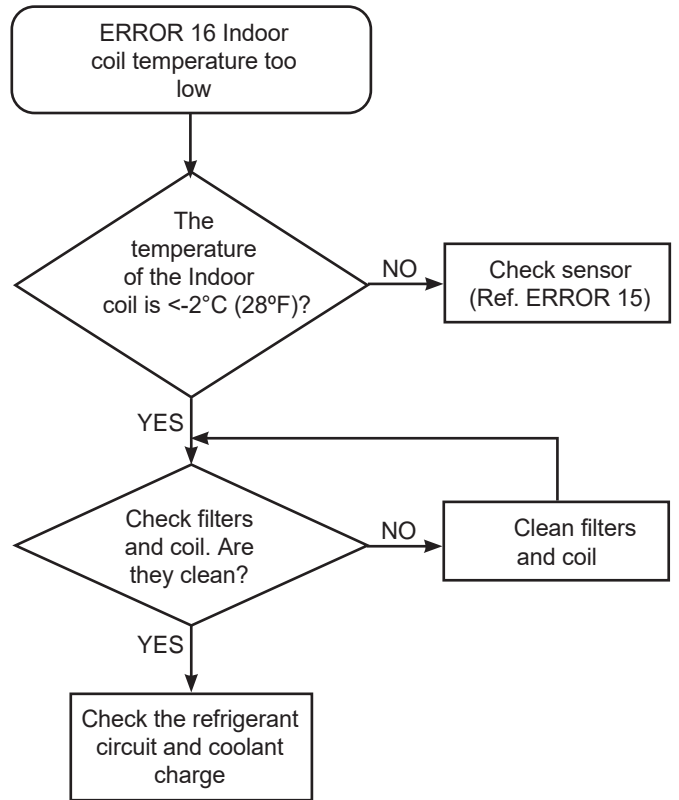 ERROR 16 Indoor
coil temperature too
low
The
temperature
of the Indoor
coil is <-2°C (28ºF)?
NO
Check sensor
(Ref. ERROR 15)
YES
Check filters
and coil. Are
they clean?
NO
Clean filters
and coil
YES
Check the refrigerant
circuit and coolant
charge